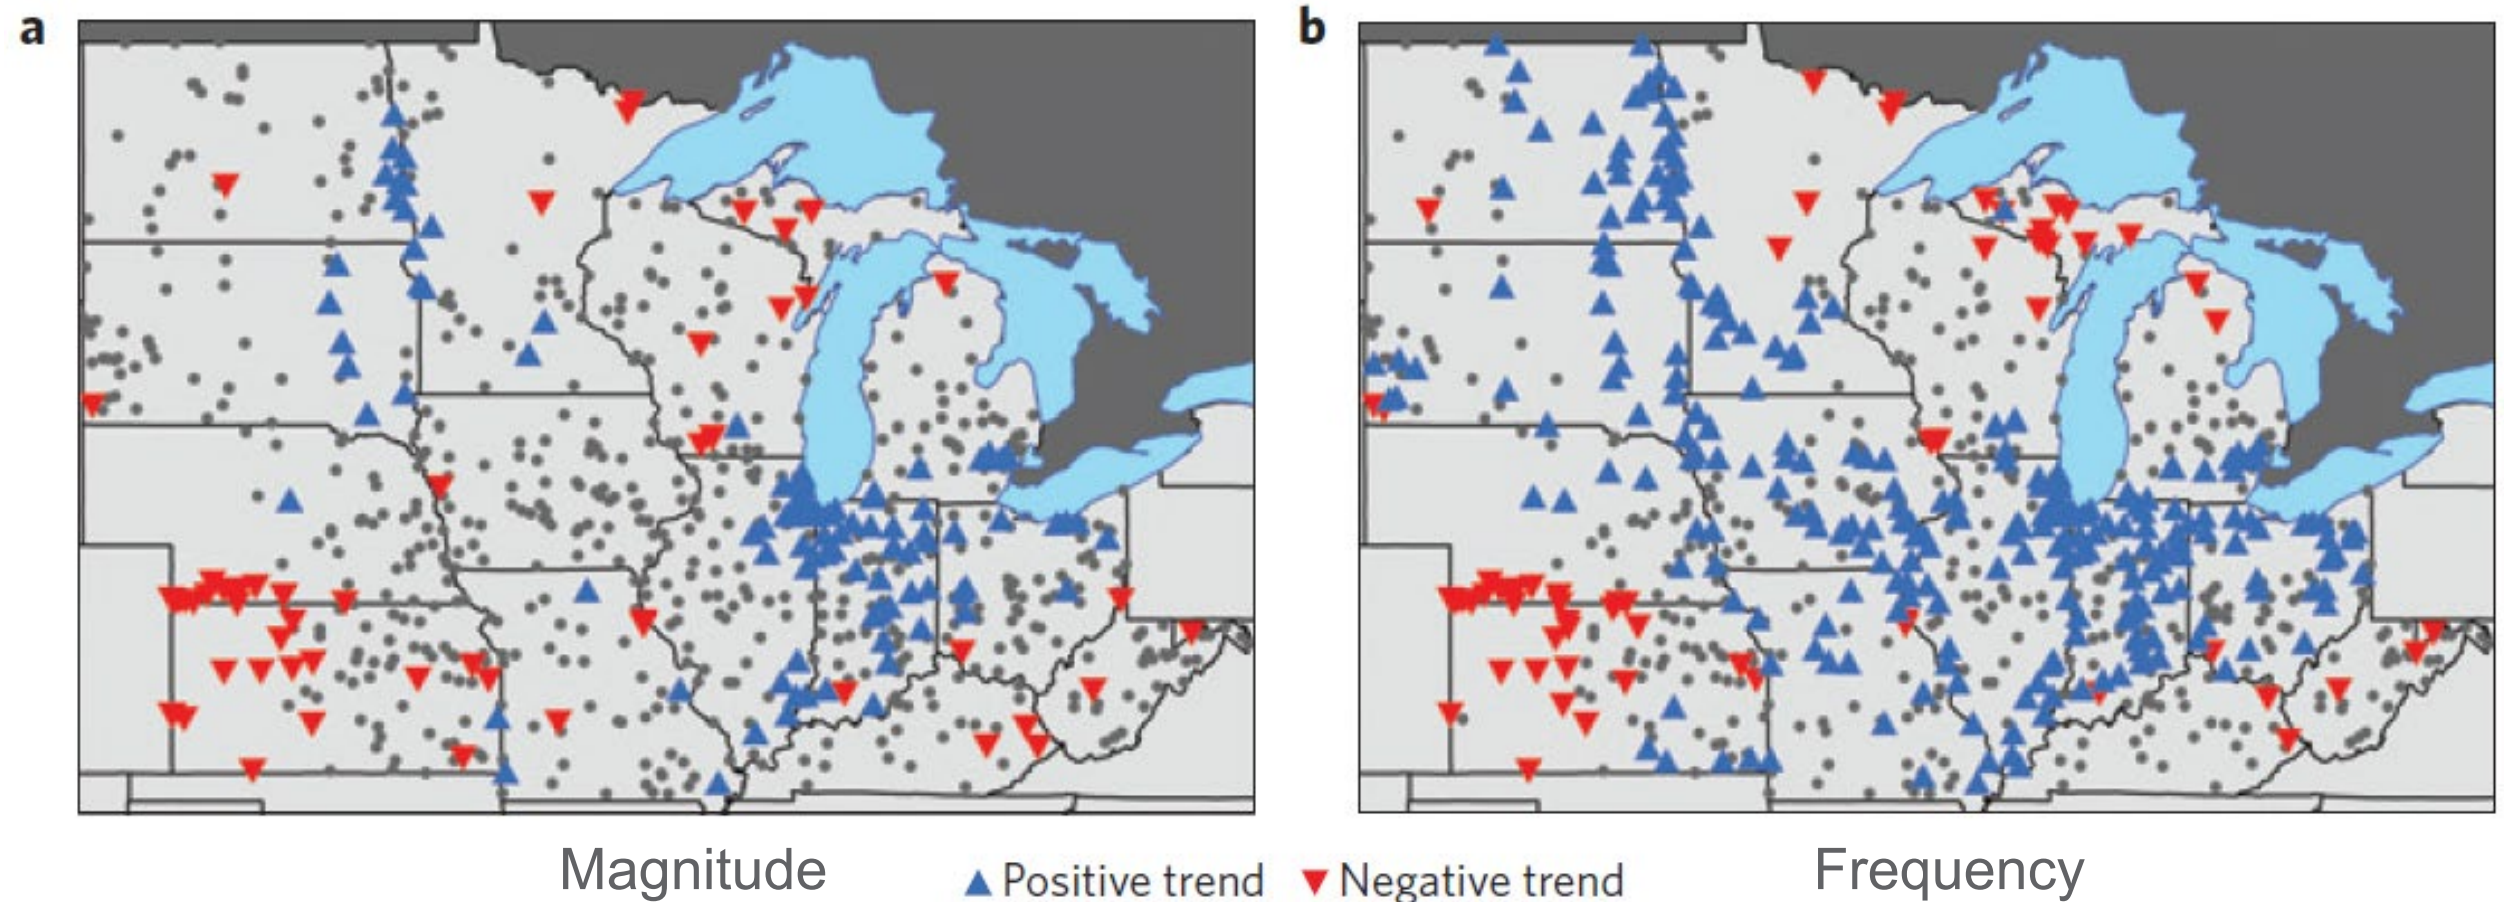 a
b
Magnitude
Positive trend
Negative trend
Frequency